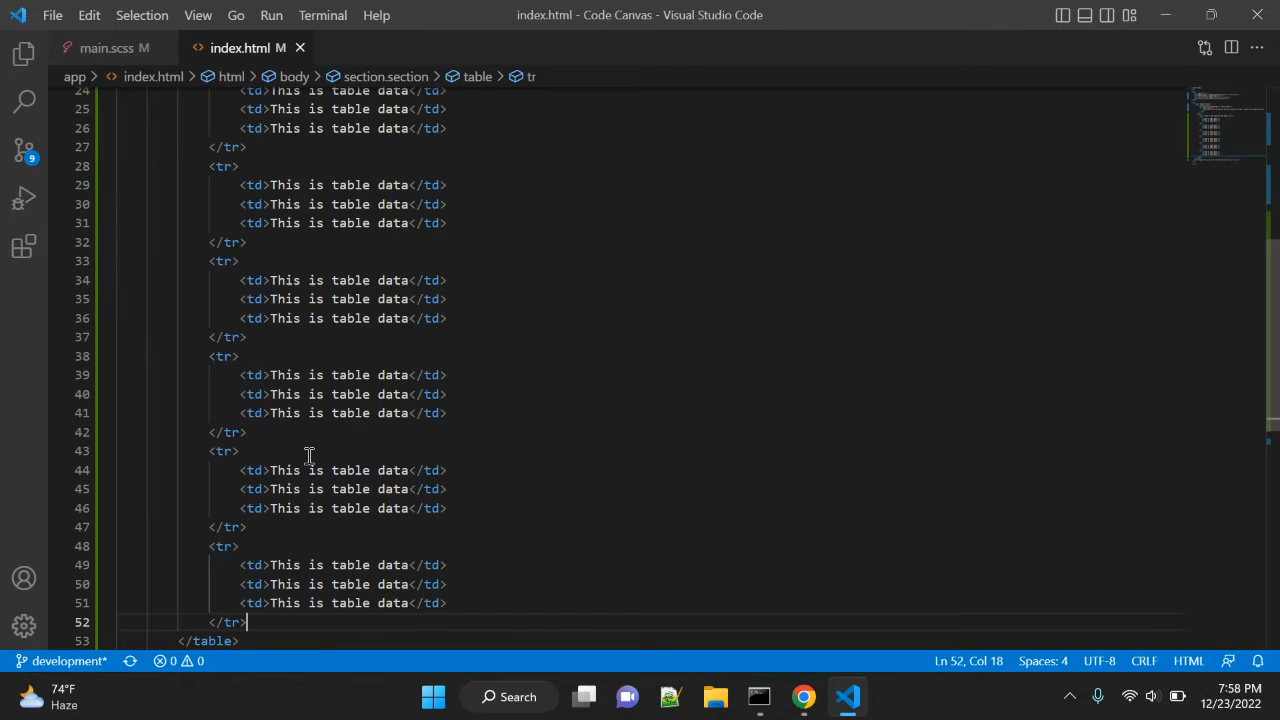 File Edit Selection View Go Run Terminal Help index.html - Code Canvas - Visual Studio Code
main.scss M index.html M
app index.html html body section.section table tr
24 <td>This is table data</td>
25 <td>This is table data</td>
26 <td>This is table data</td>
27 </tr>
28 <tr>
29 <td>This is table data</td>
30 <td>This is table data</td>
31 <td>This is table data</td>
32 </tr>
33 <tr>
34 <td>This is table data</td>
35 <td>This is table data</td>
36 <td>This is table data</td>
37 </tr>
38 <tr>
39 <td>This is table data</td>
40 <td>This is table data</td>
41 <td>This is table data</td>
42 </tr>
43 <tr>
44 <td>This is table data</td>
45 <td>This is table data</td>
46 <td>This is table data</td>
47 </tr>
48 <tr>
49 <td>This is table data</td>
50 <td>This is table data</td>
51 <td>This is table data</td>
52 </tr>
53 </table>
9
development* 0 0 Ln 52, Col 18 Spaces: 4 UTF-8 CRLF HTML
74°F
Haze
Search
7:58 PM
12/23/2022